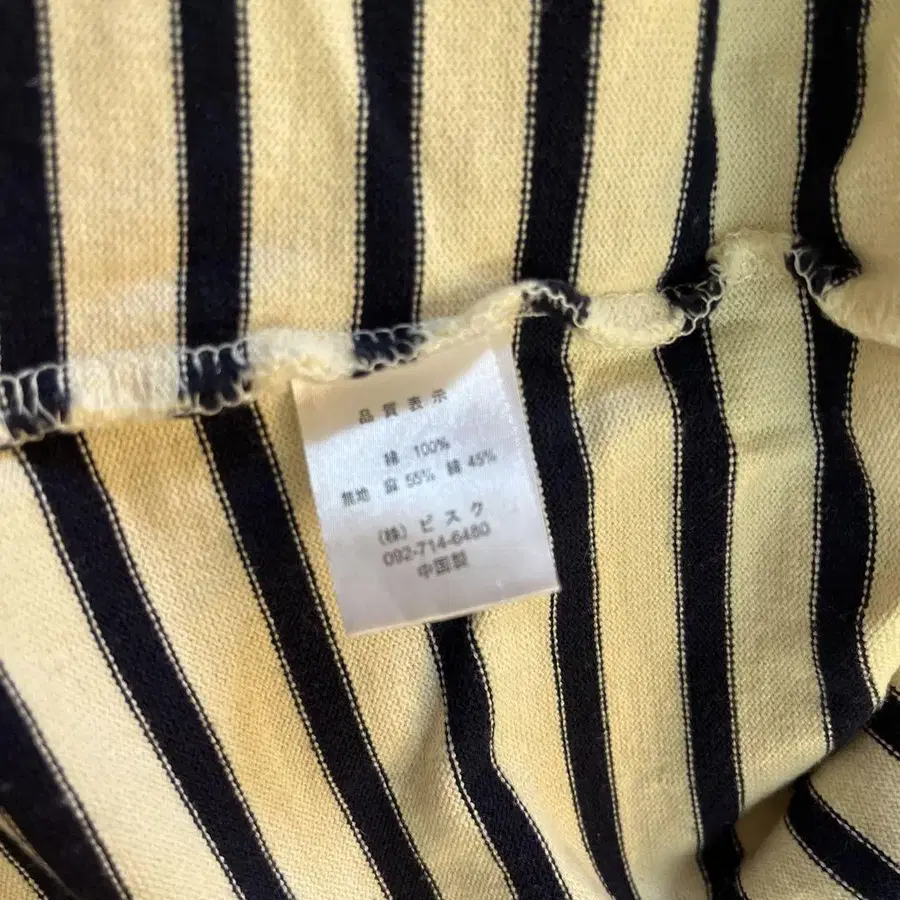 品質表示
綿 100%
無地 麻 55% 綿 45%
(株) ビスク
092-714-6480
中国製